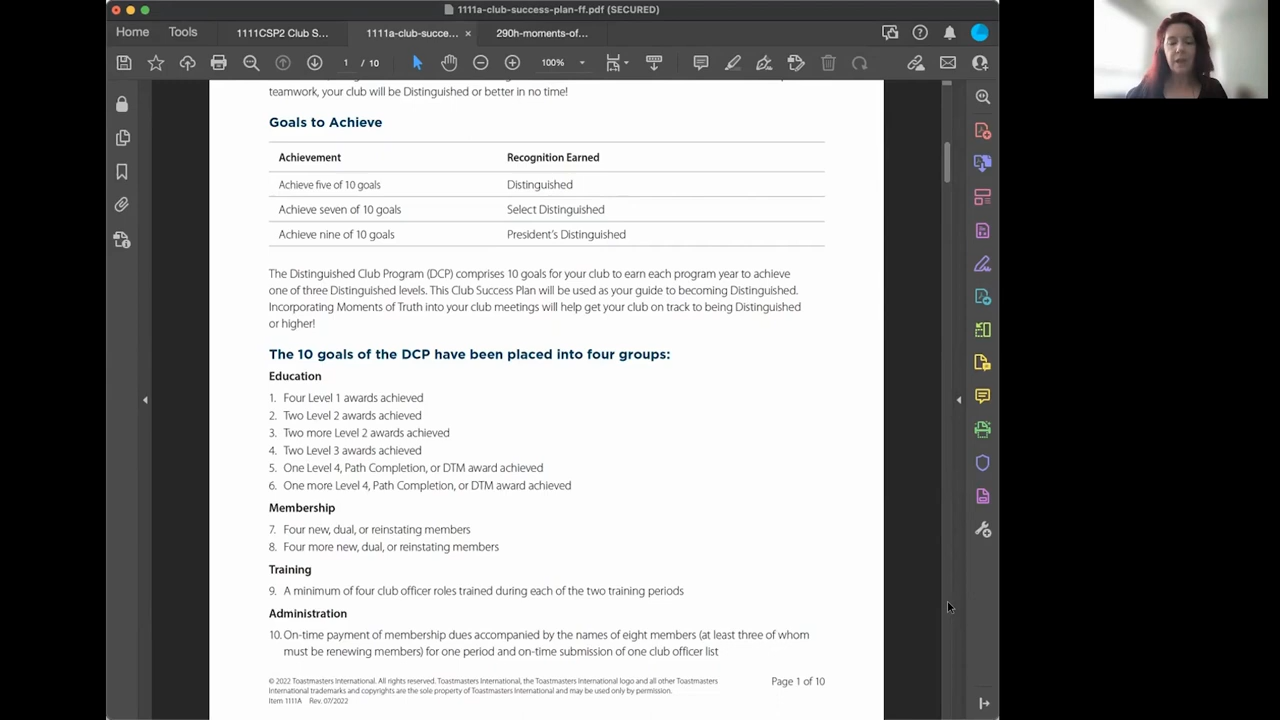 1111a-club-success-plan-ff.pdf (SECURED)
Home Tools 1111CSP2 Club S... 1111a-club-succe... × 290h-moments-of...
1 / 10 100%
teamwork, your club will be Distinguished or better in no time!
Goals to Achieve
Achievement Recognition Earned
Achieve five of 10 goals Distinguished
Achieve seven of 10 goals Select Distinguished
Achieve nine of 10 goals President's Distinguished
The Distinguished Club Program (DCP) comprises 10 goals for your club to earn each program year to achieve
one of three Distinguished levels. This Club Success Plan will be used as your guide to becoming Distinguished.
Incorporating Moments of Truth into your club meetings will help get your club on track to being Distinguished
or higher!
The 10 goals of the DCP have been placed into four groups:
Education
1. Four Level 1 awards achieved
2. Two Level 2 awards achieved
3. Two more Level 2 awards achieved
4. Two Level 3 awards achieved
5. One Level 4, Path Completion, or DTM award achieved
6. One more Level 4, Path Completion, or DTM award achieved
Membership
7. Four new, dual, or reinstating members
8. Four more new, dual, or reinstating members
Training
9. A minimum of four club officer roles trained during each of the two training periods
Administration
10. On-time payment of membership dues accompanied by the names of eight members (at least three of whom
must be renewing members) for one period and on-time submission of one club officer list
© 2022 Toastmasters International. All rights reserved. Toastmasters International, the Toastmasters International logo and all other Toastmasters
International trademarks and copyrights are the sole property of Toastmasters International and may be used only by permission.
Item 1111A Rev. 07/2022
Page 1 of 10